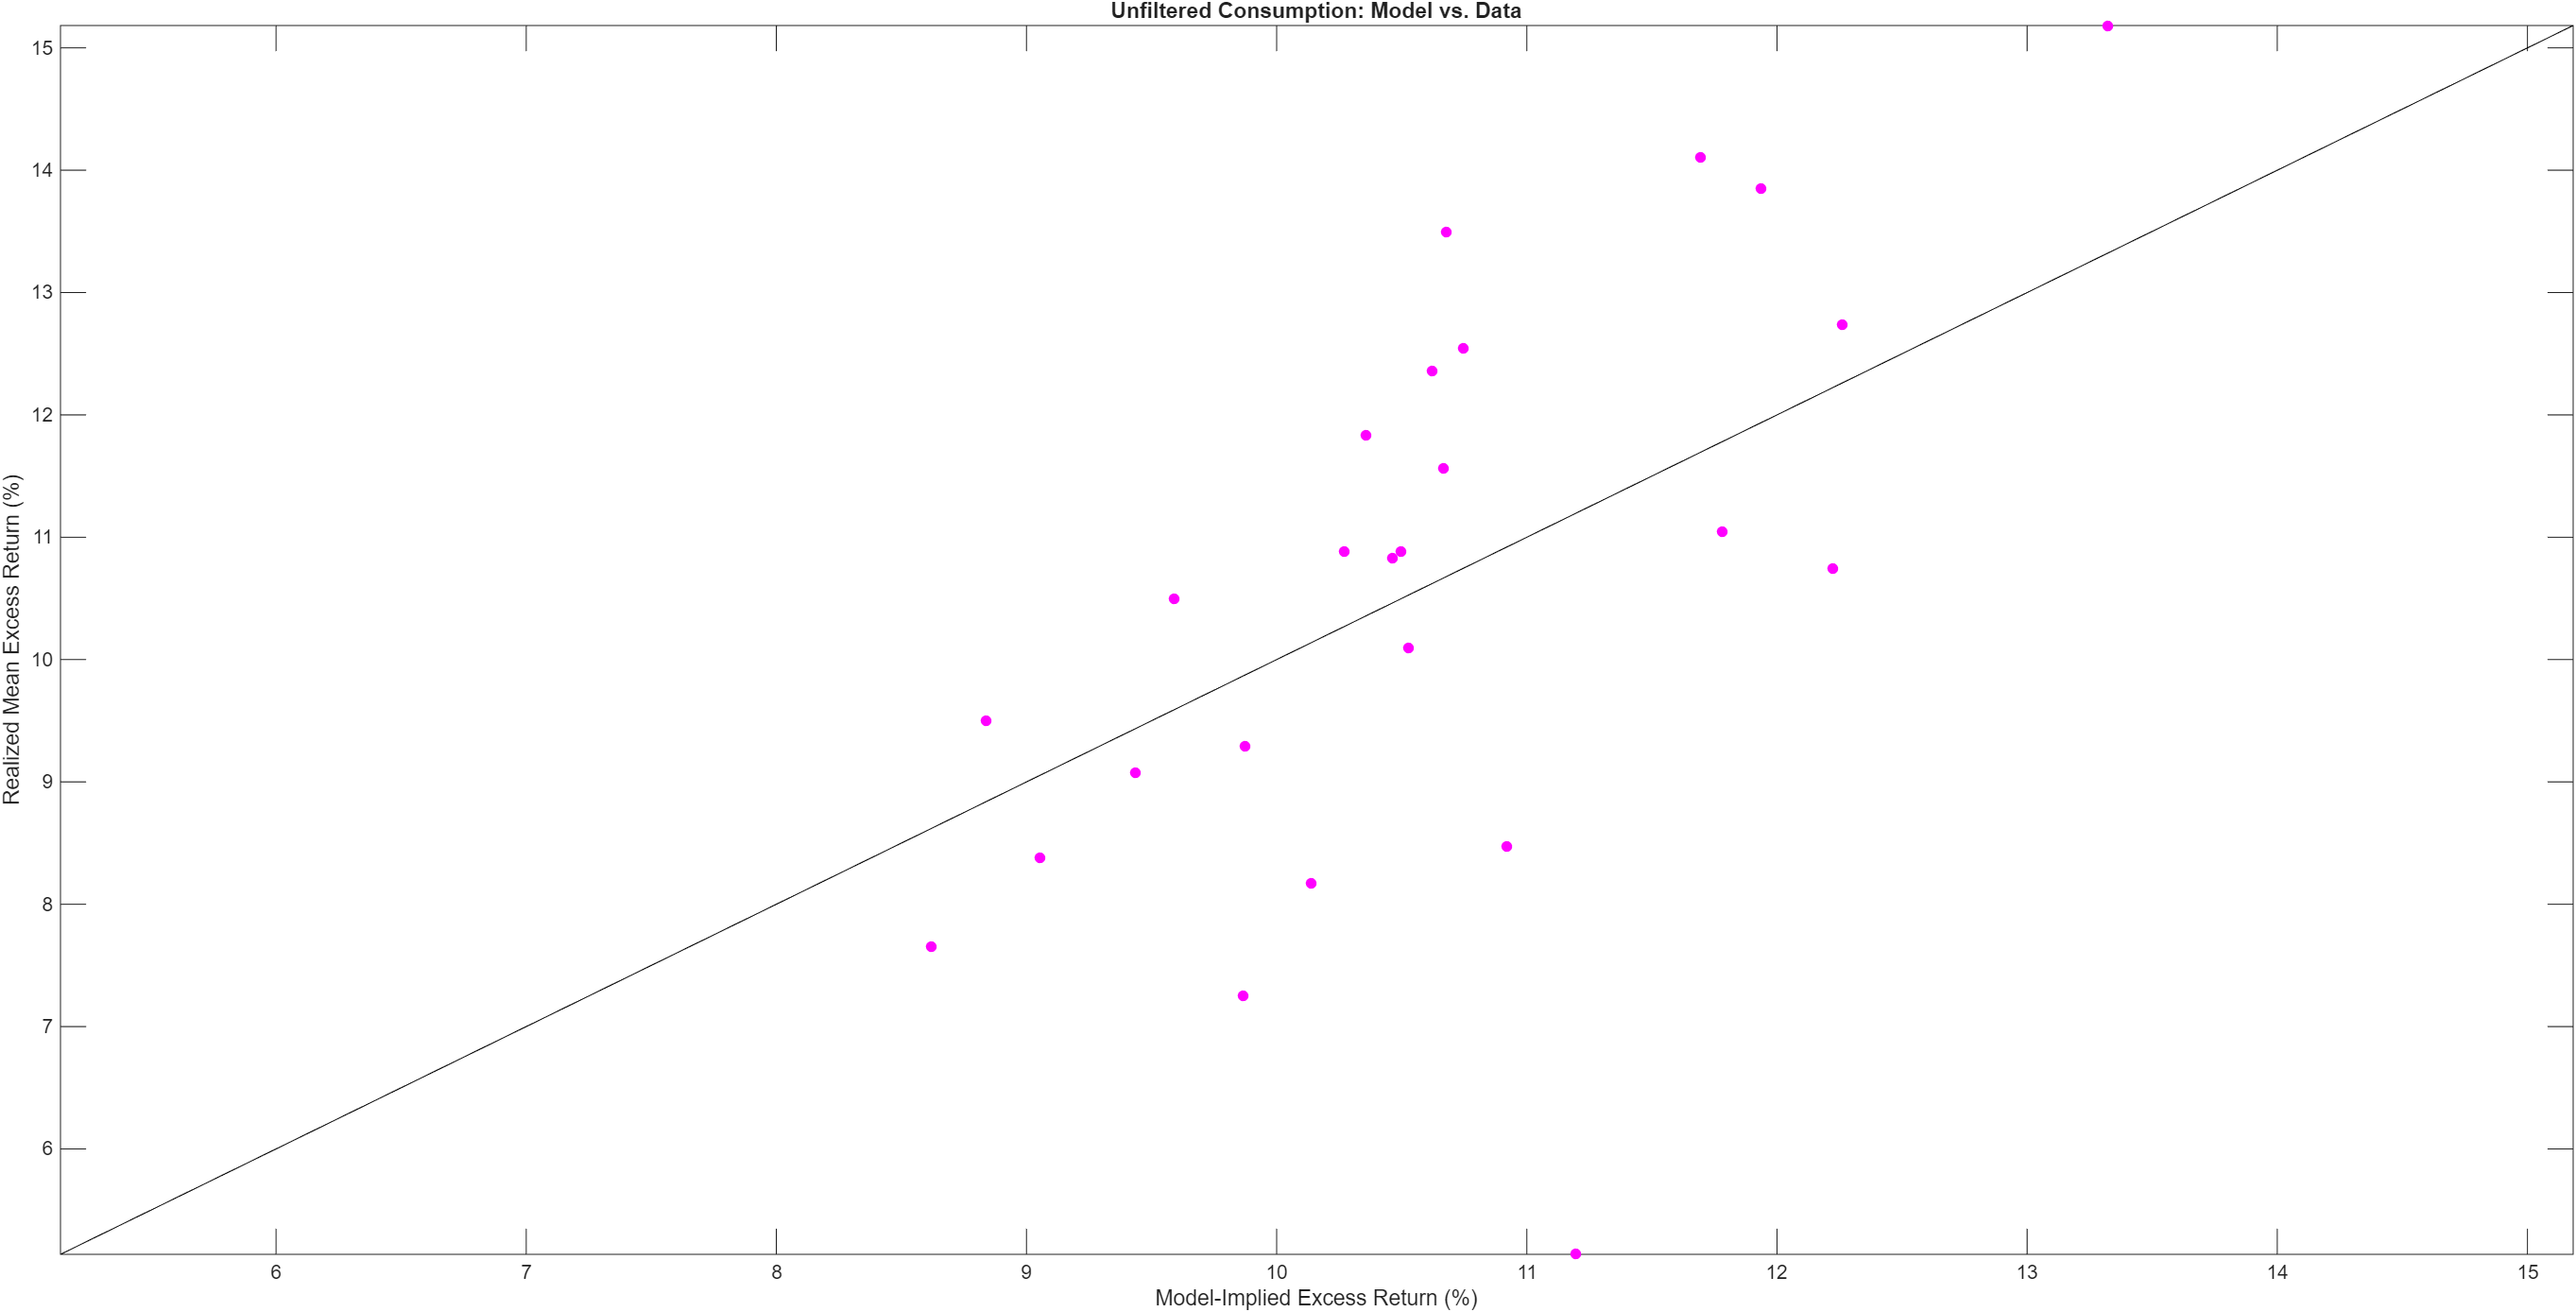 Unfiltered Consumption: Model vs. Data
Realized Mean Excess Return (%)
15
14
13
12
11
10
9
8
7
6
6 7 8 9 10 11 12 13 14 15
Model-Implied Excess Return (%)